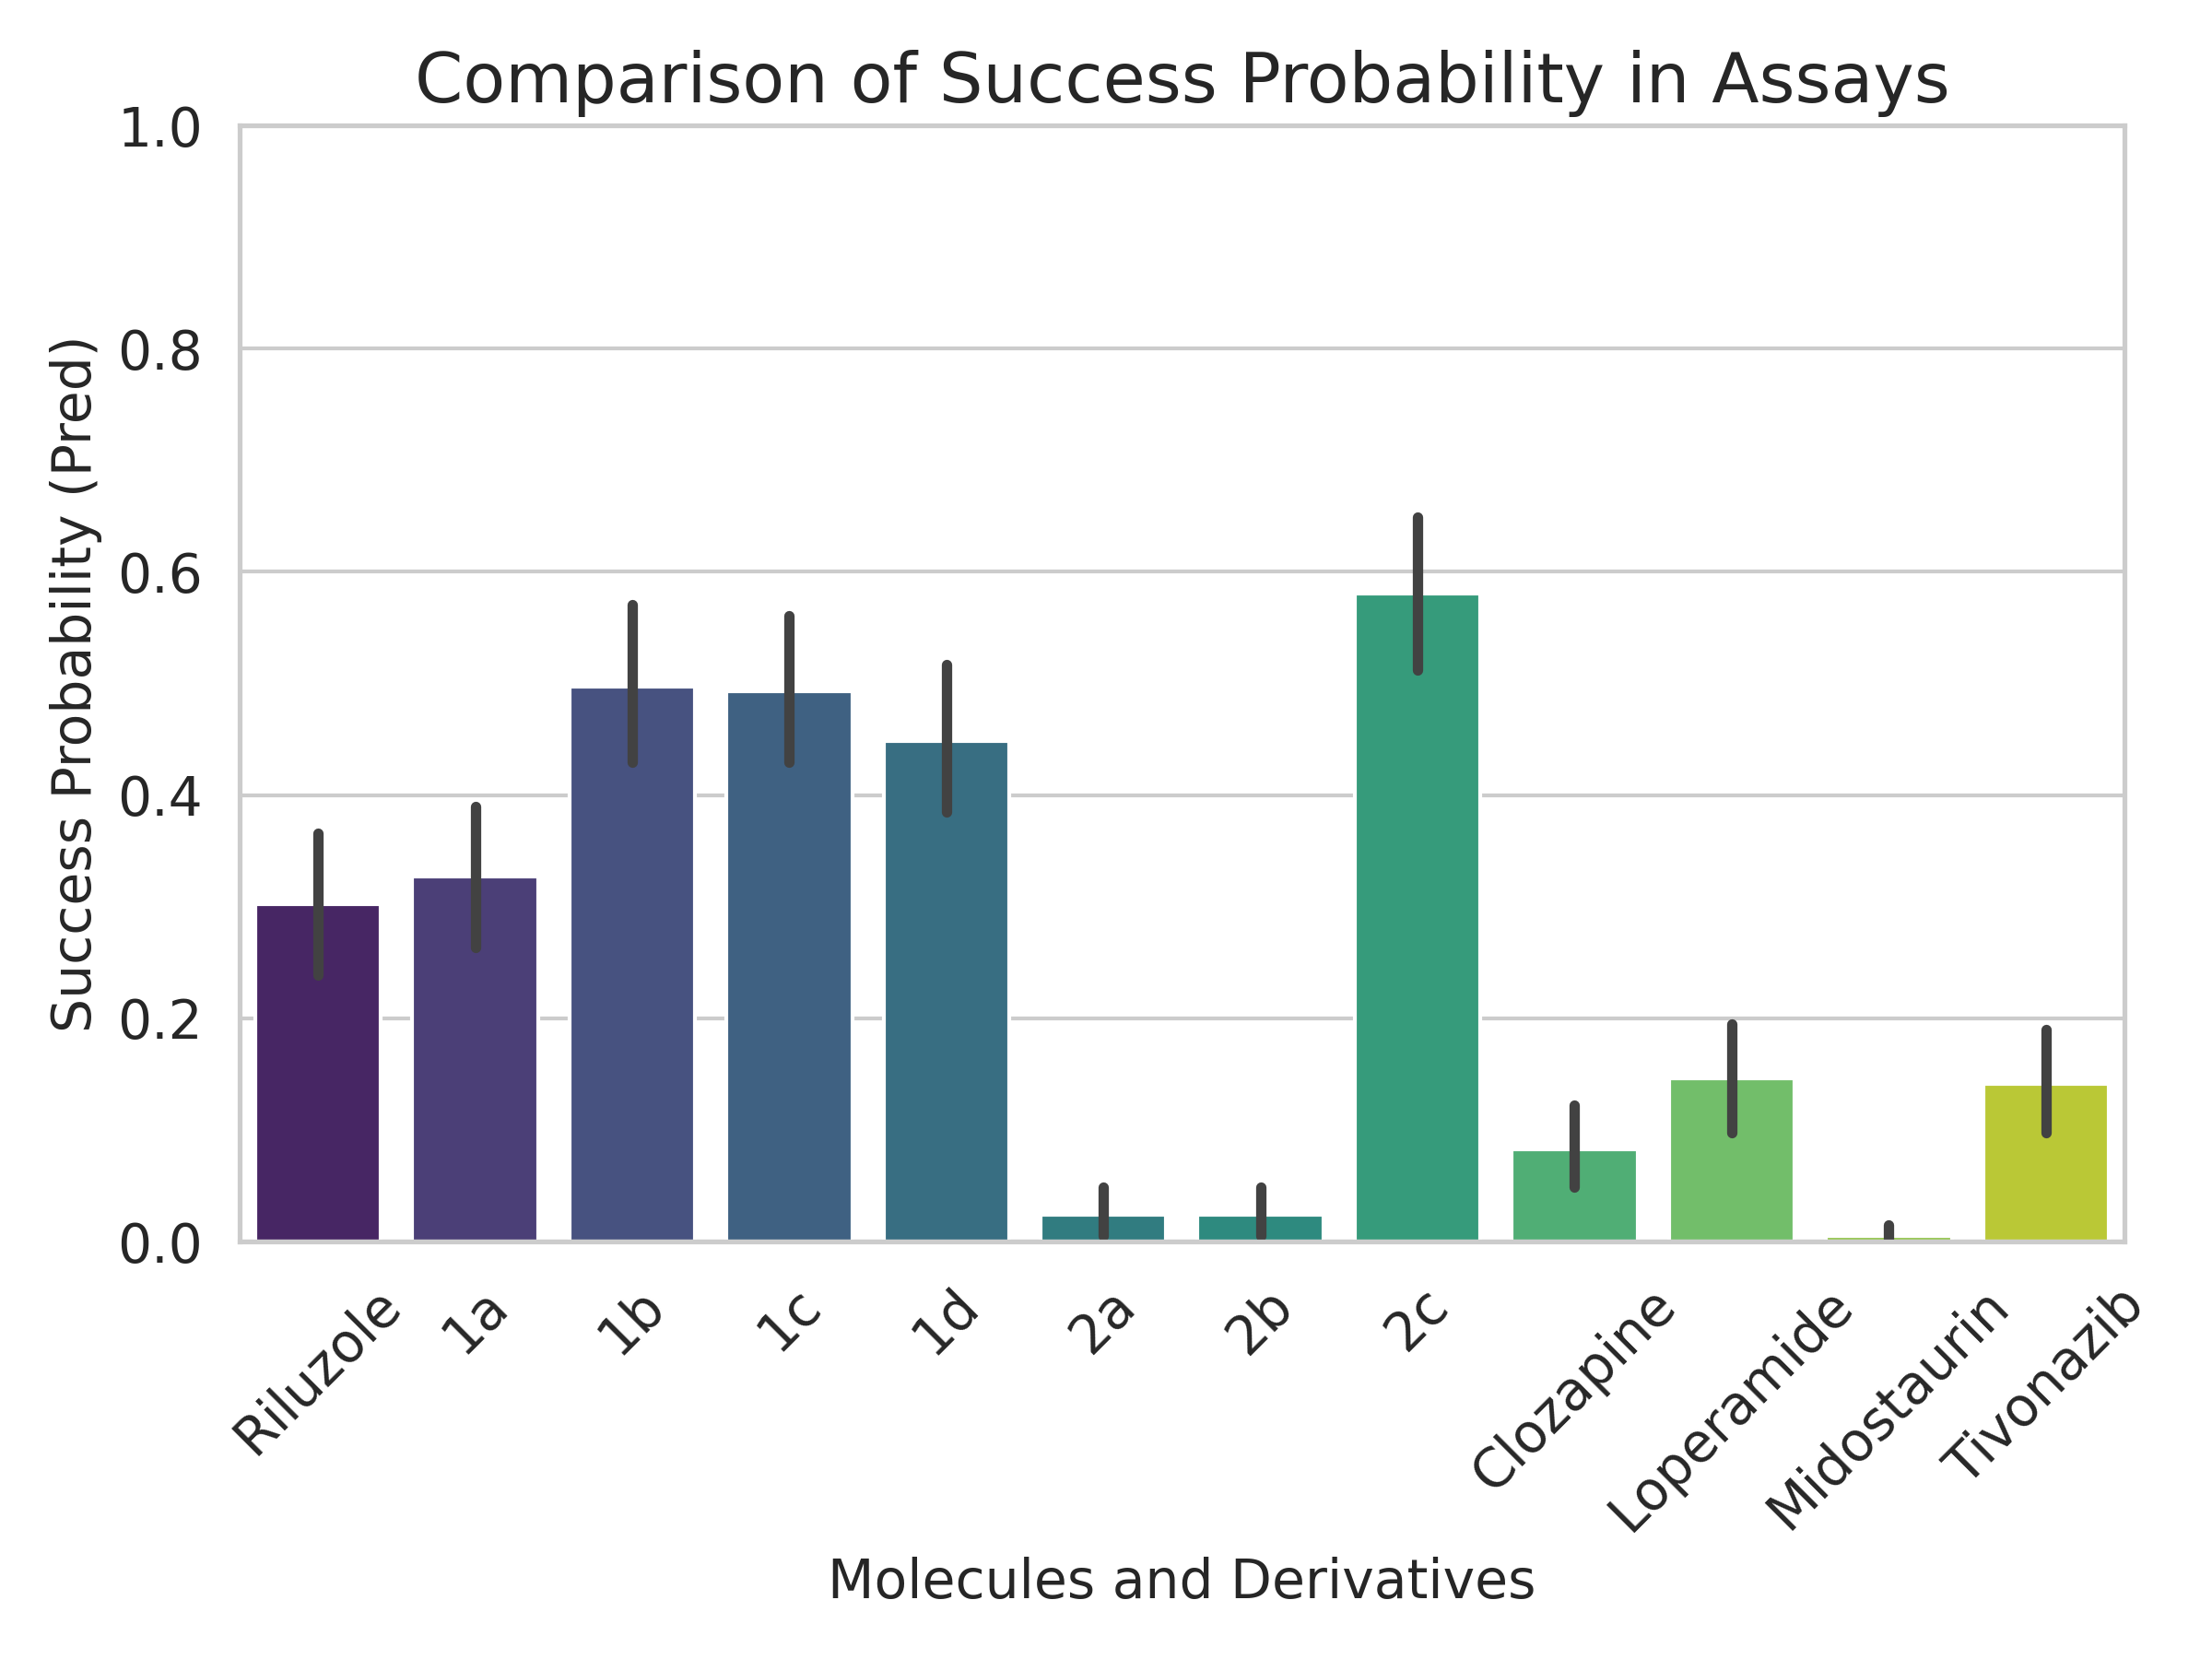 Comparison of Success Probability in Assays
1.0
0.8
0.6
0.4
0.2
0.0
Success Probability (Pred)
Riluzole
1a
1b
1c
1d
2a
2b
2c
Clozapine
Loperamide
Midostaurin
Tivonazib
Molecules and Derivatives